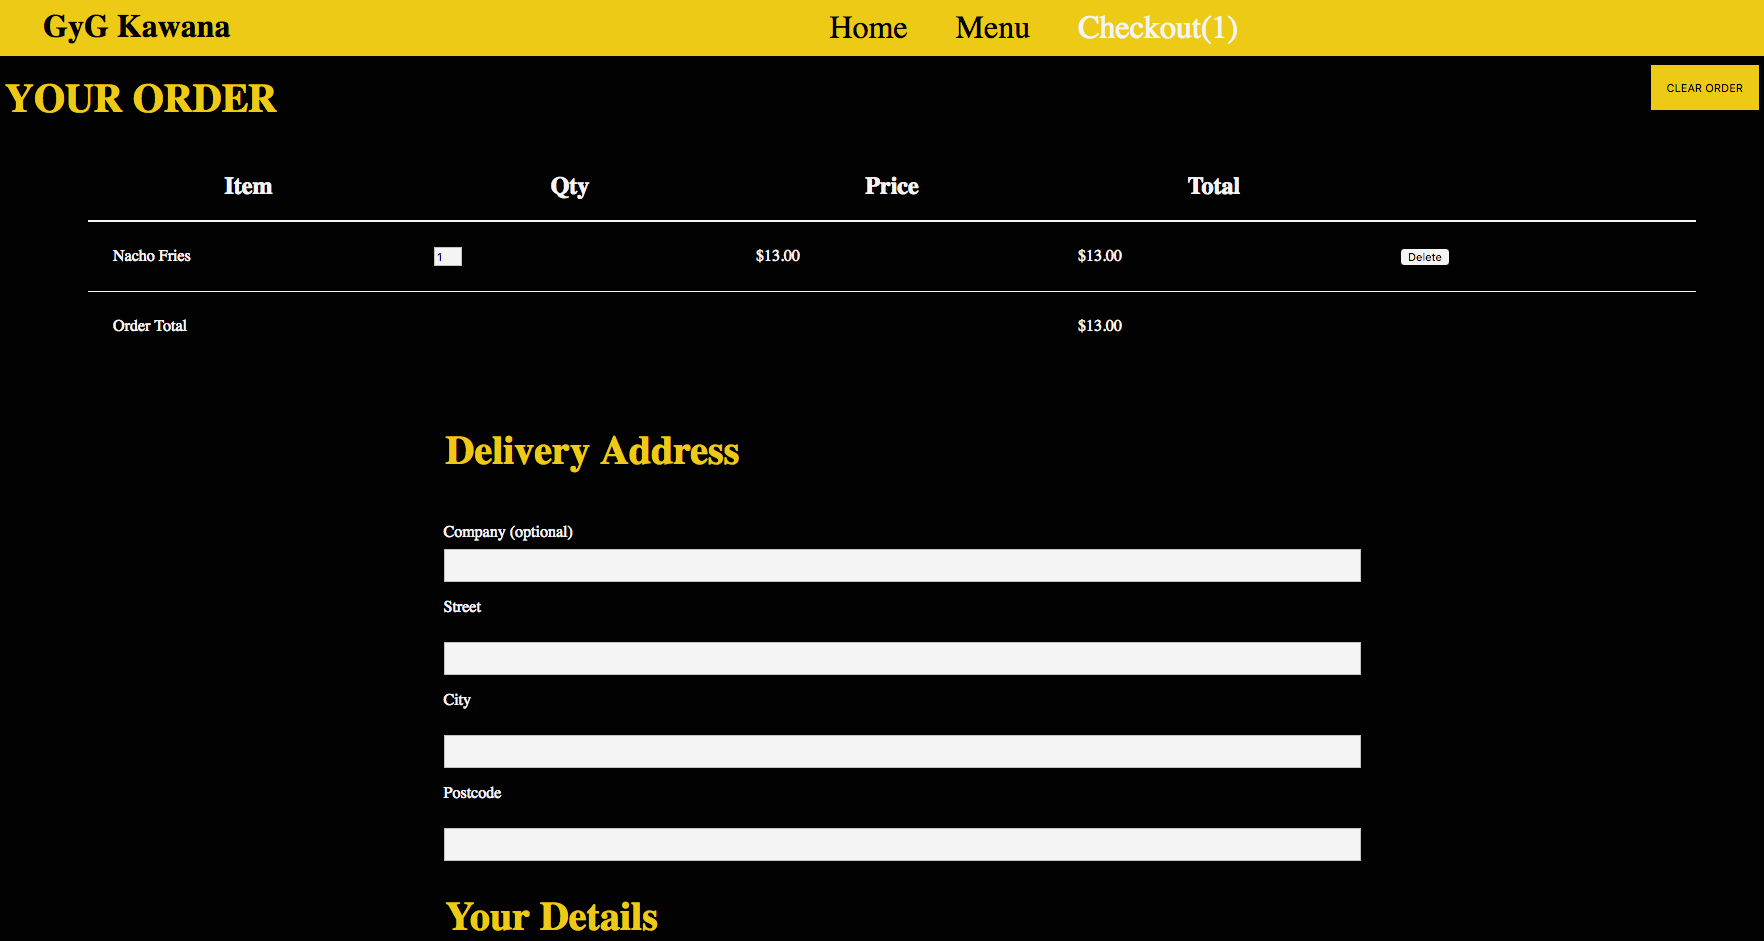 GyG Kawana Home Menu Checkout(1)
YOUR ORDER CLEAR ORDER
Item Qty Price Total
Nacho Fries 1 $13.00 $13.00 Delete
Order Total $13.00
Delivery Address
Company (optional)
Street
City
Postcode
Your Details